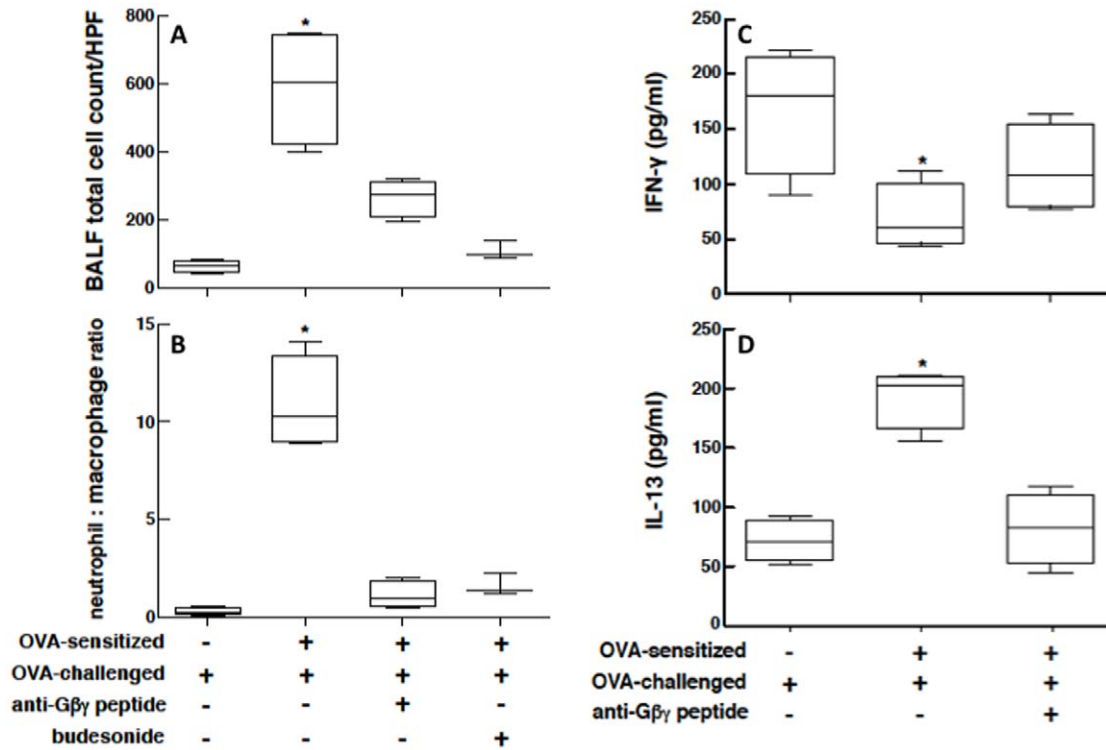 A
BALF total cell count/HPF
800
600
400
200
0
*
B
neutrophil : macrophage ratio
15
10
5
0
*
OVA-sensitized - + + +
OVA-challenged + + + +
anti-Gβγ peptide - - + -
budesonide - - - +
C
IFN-γ (pg/ml)
250
200
150
100
50
0
*
D
IL-13 (pg/ml)
250
200
150
100
50
0
*
OVA-sensitized - + +
OVA-challenged + + +
anti-Gβγ peptide - - +